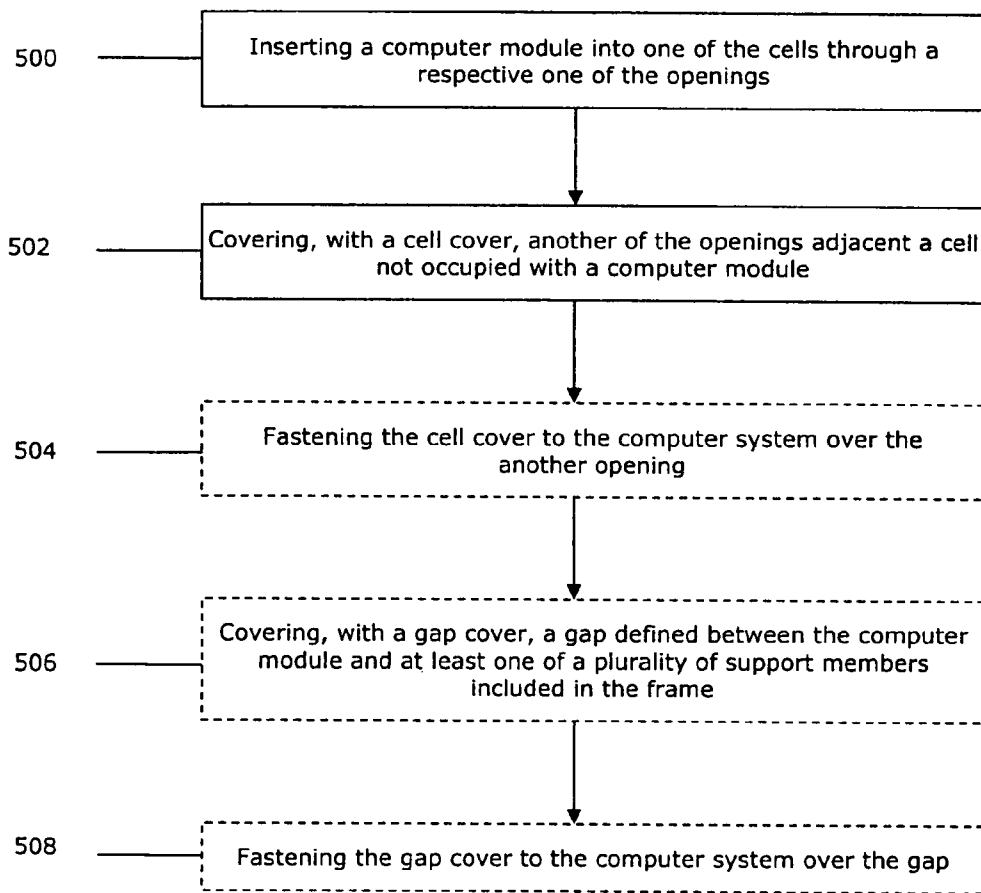 500
Inserting a computer module into one of the cells through a
respective one of the openings
502
Covering, with a cell cover, another of the openings adjacent a cell
not occupied with a computer module
504
Fastening the cell cover to the computer system over the
another opening
506
Covering, with a gap cover, a gap defined between the computer
module and at least one of a plurality of support members
included in the frame
508
Fastening the gap cover to the computer system over the gap